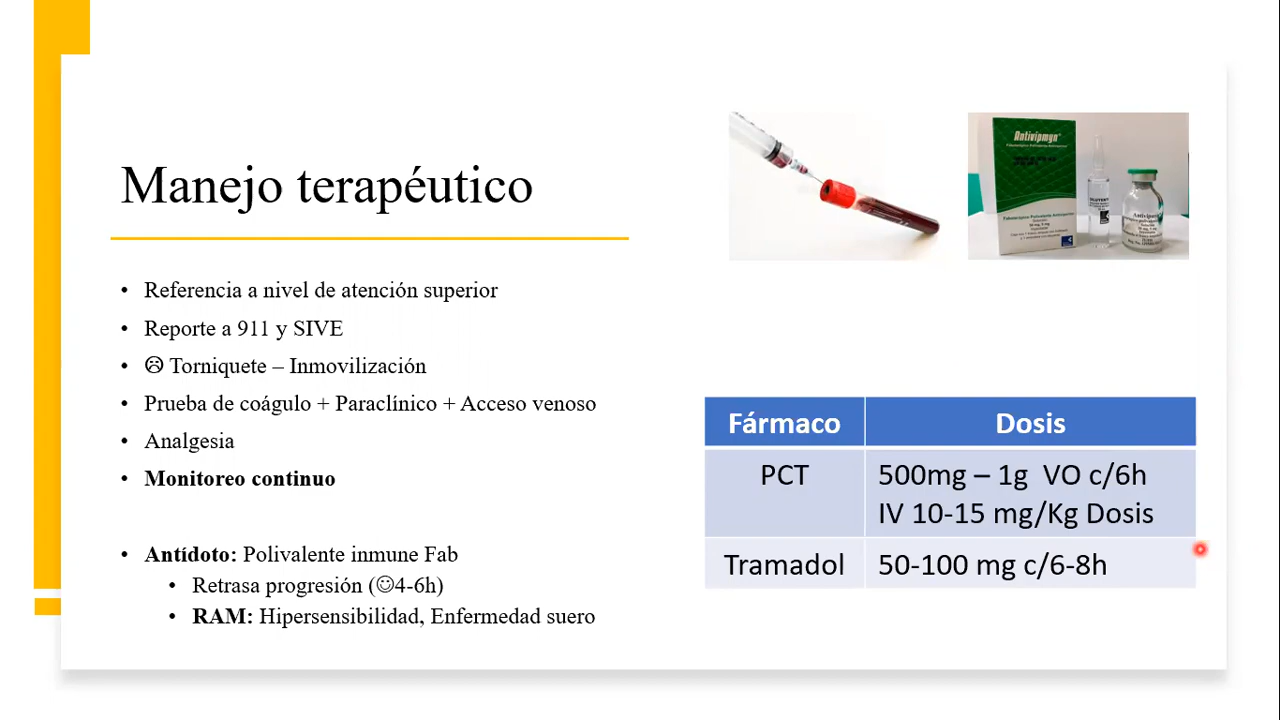 Manejo terapéutico
• Referencia a nivel de atención superior
• Reporte a 911 y SIVE
• ☹ Torniquete – Inmovilización
• Prueba de coágulo + Paraclínico + Acceso venoso
• Analgesia
• Monitoreo continuo
• Antídoto: Polivalente inmune Fab
• Retrasa progresión (☺4-6h)
• RAM: Hipersensibilidad, Enfermedad suero
Antivipmyn
Fármaco Dosis
PCT 500mg – 1g VO c/6h
IV 10-15 mg/Kg Dosis
Tramadol 50-100 mg c/6-8h